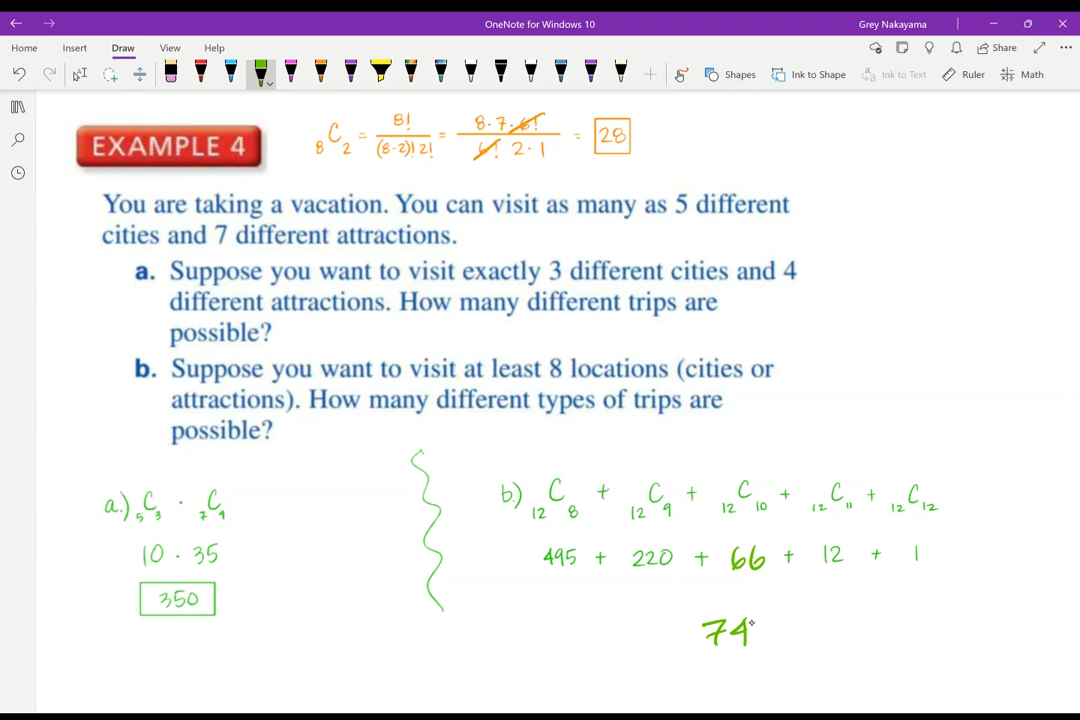 OneNote for Windows 10
Grey Nakayama
Home Insert Draw View Help
Share
Shapes Ink to Shape Ink to Text Ruler Math
EXAMPLE 4
₈C₂ = 8!/(8-2)!2! = 8·7·6!/6! 2·1 = 28
You are taking a vacation. You can visit as many as 5 different
cities and 7 different attractions.
a. Suppose you want to visit exactly 3 different cities and 4
different attractions. How many different trips are
possible?
b. Suppose you want to visit at least 8 locations (cities or
attractions). How many different types of trips are
possible?
a.) ₅C₃ · ₇C₄
10 · 35
350
b.) ₁₂C₈ + ₁₂C₉ + ₁₂C₁₀ + ₁₂C₁₁ + ₁₂C₁₂
495 + 220 + 66 + 12 + 1
74